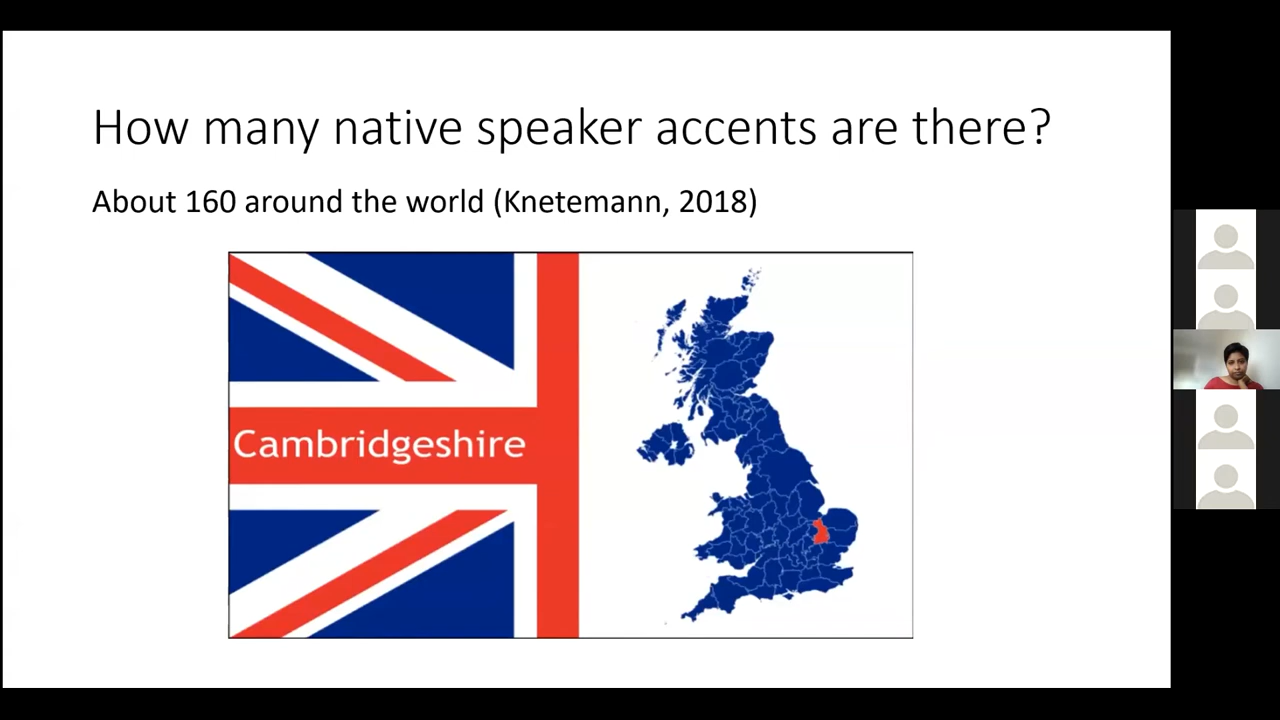 How many native speaker accents are there?
About 160 around the world (Knetemann, 2018)
Cambridgeshire